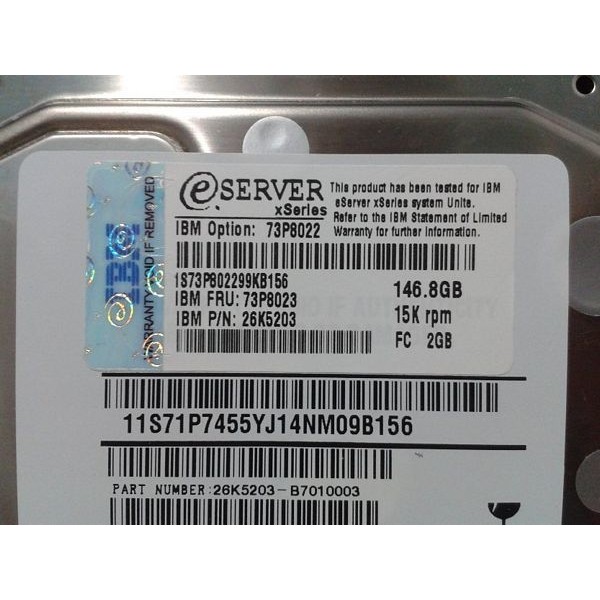 eSERVER
xSeries
This product has been tested for IBM
eServer xSeries system Units.
Refer to the IBM Statement of Limited
Warranty for further Information.
IBM Option: 73P8022
1S73P802299KB156
IBM FRU: 73P8023
IBM P/N: 26K5203
146.8GB
15K rpm
FC 2GB
IBM
WARRANTY VOID IF REMOVED
11S71P7455YJ14NM09B156
PART NUMBER:26K5203-B7010003